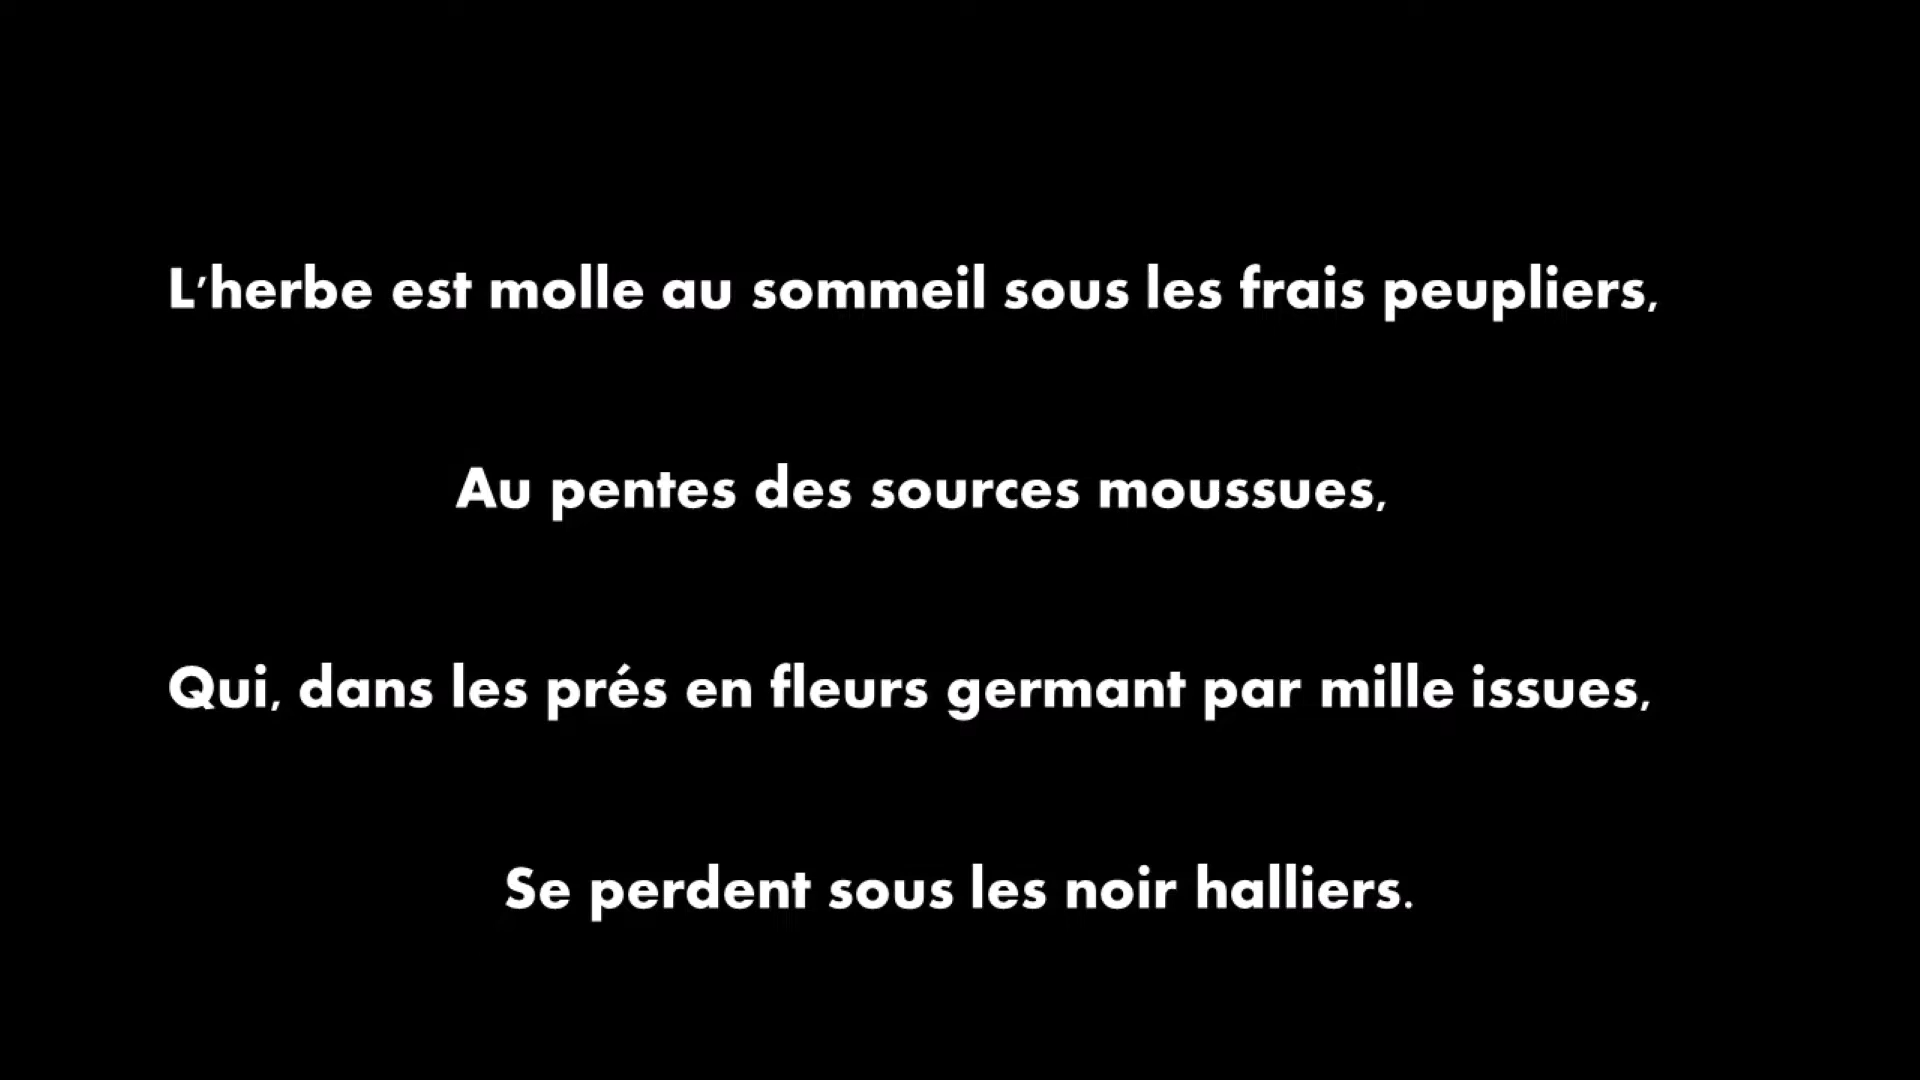 L'herbe est molle au sommeil sous les frais peupliers,
Au pentes des sources moussues,
Qui, dans les prés en fleurs germant par mille issues,
Se perdent sous les noir halliers.